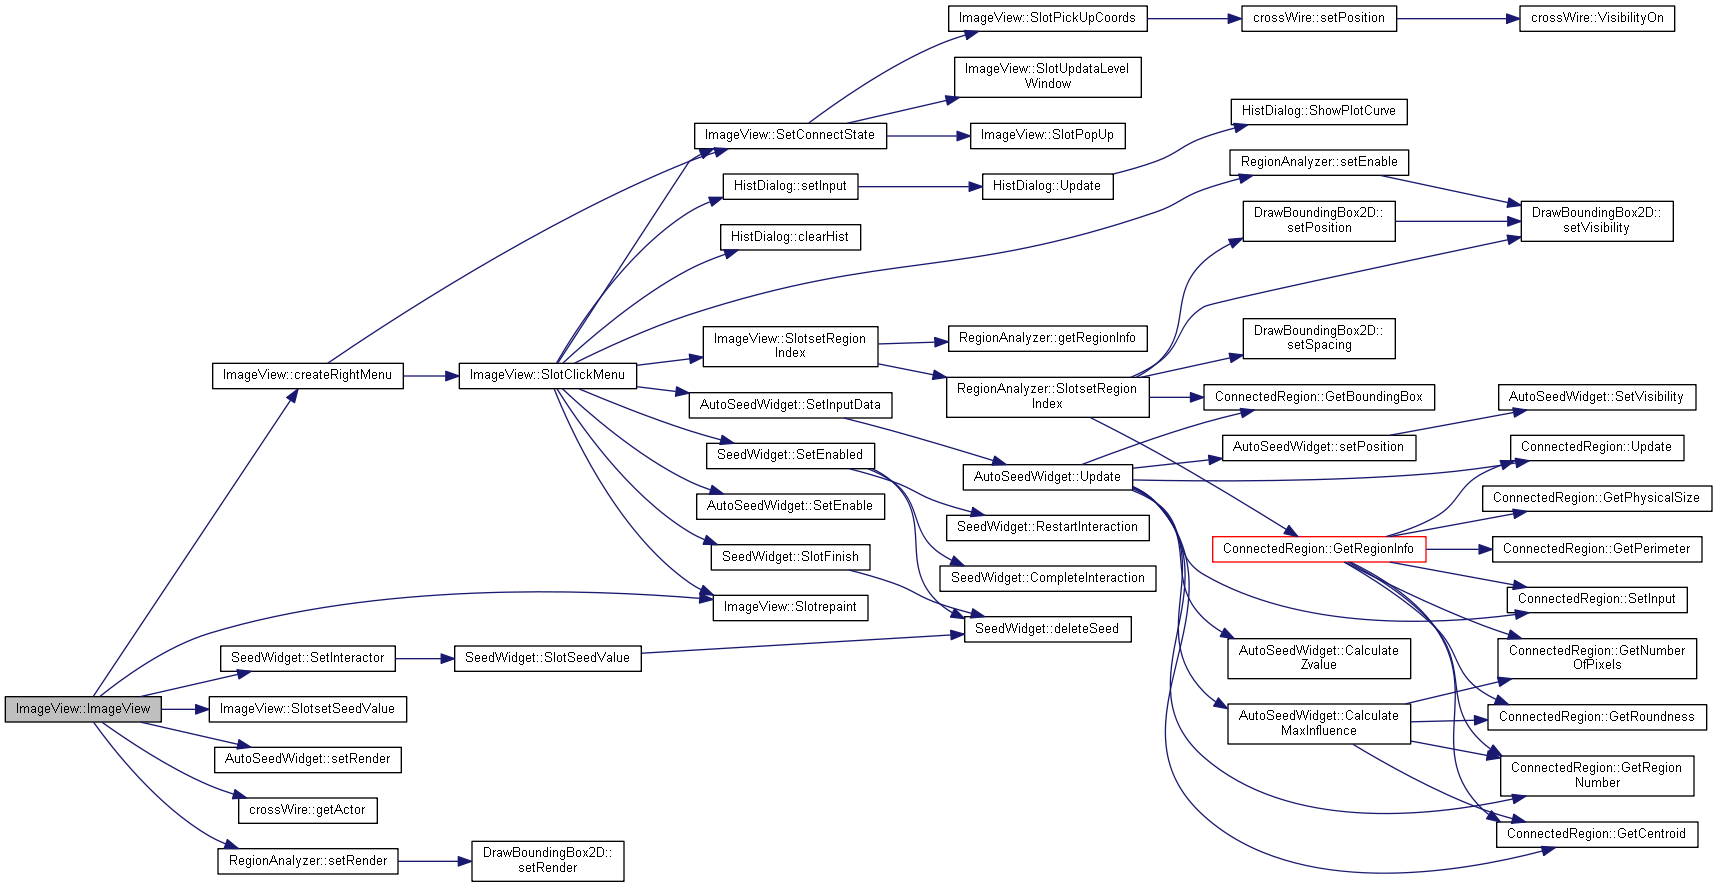 ImageView::SlotPickUpCoords
crossWire::setPosition
crossWire::VisibilityOn
ImageView::SlotUpdataLevel
Window
HistDialog::ShowPlotCurve
ImageView::SetConnectState
ImageView::SlotPopUp
RegionAnalyzer::setEnable
HistDialog::setInput
HistDialog::Update
DrawBoundingBox2D::
setPosition
DrawBoundingBox2D::
setVisibility
HistDialog::clearHist
ImageView::SlotsetRegion
Index
RegionAnalyzer::getRegionInfo
DrawBoundingBox2D::
setSpacing
ImageView::createRightMenu
ImageView::SlotClickMenu
RegionAnalyzer::SlotsetRegion
Index
ConnectedRegion::GetBoundingBox
AutoSeedWidget::SetVisibility
AutoSeedWidget::SetInputData
SeedWidget::SetEnabled
AutoSeedWidget::setPosition
ConnectedRegion::Update
AutoSeedWidget::Update
AutoSeedWidget::SetEnable
ConnectedRegion::GetPhysicalSize
SeedWidget::RestartInteraction
SeedWidget::SlotFinish
ConnectedRegion::GetRegionInfo
ConnectedRegion::GetPerimeter
SeedWidget::CompleteInteraction
ImageView::Slotrepaint
ConnectedRegion::SetInput
SeedWidget::deleteSeed
SeedWidget::SetInteractor
SeedWidget::SlotSeedValue
AutoSeedWidget::Calculate
Zvalue
ConnectedRegion::GetNumber
OfPixels
ImageView::ImageView
ImageView::SlotsetSeedValue
AutoSeedWidget::Calculate
MaxInfluence
ConnectedRegion::GetRoundness
AutoSeedWidget::setRender
ConnectedRegion::GetRegion
Number
crossWire::getActor
ConnectedRegion::GetCentroid
RegionAnalyzer::setRender
DrawBoundingBox2D::
setRender